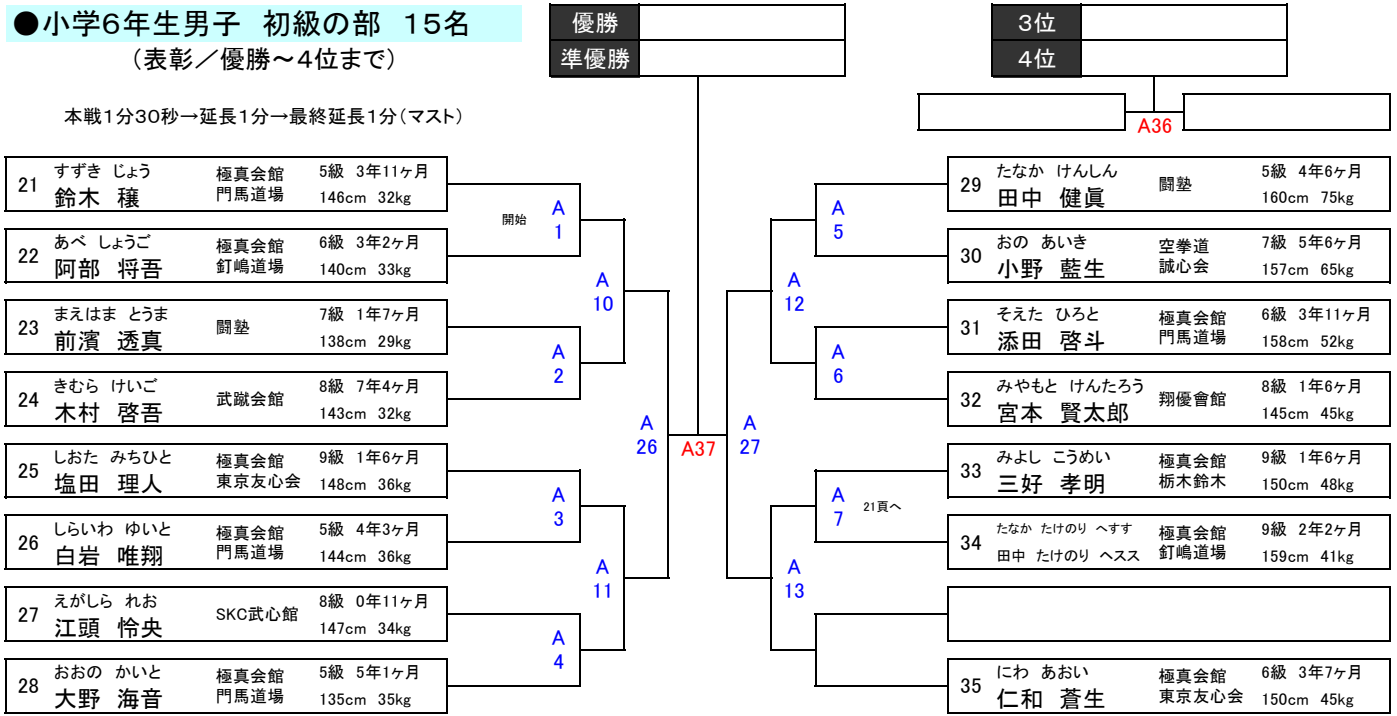 ●小学6年生男子 初級の部 15名
(表彰／優勝～4位まで)
本戦1分30秒→延長1分→最終延長1分(マスト)
優勝
準優勝
3位
4位
A36
21 すずき じょう 極真会館 5級 3年11ヶ月
鈴木 穣 門馬道場 146cm 32kg
22 あべ しょうご 極真会館 6級 3年2ヶ月
阿部 将吾 釘嶋道場 140cm 33kg
23 まえはま とうま 闘塾 7級 1年7ヶ月
前濱 透真 138cm 29kg
24 きむら けいご 武蹴会館 8級 7年4ヶ月
木村 啓吾 143cm 32kg
25 しおた みちひと 極真会館 9級 1年6ヶ月
塩田 理人 東京友心会 148cm 36kg
26 しらいわ ゆいと 極真会館 5級 4年3ヶ月
白岩 唯翔 門馬道場 144cm 36kg
27 えがしら れお SKC武心館 8級 0年11ヶ月
江頭 怜央 147cm 34kg
28 おおの かいと 極真会館 5級 5年1ヶ月
大野 海音 門馬道場 135cm 35kg
開始 A
1
A
2
A
3
A
4
A
10
A
11
A
26
A37
A
27
A
12
A
13
A
5
A
6
A
7 21頁へ
29 たなか けんしん 闘塾 5級 4年6ヶ月
田中 健眞 160cm 75kg
30 おの あいき 空拳道 7級 5年6ヶ月
小野 藍生 誠心会 157cm 65kg
31 そえた ひろと 極真会館 6級 3年11ヶ月
添田 啓斗 門馬道場 158cm 52kg
32 みやもと けんたろう 翔優會館 8級 1年6ヶ月
宮本 賢太郎 145cm 45kg
33 みよし こうめい 極真会館 9級 1年6ヶ月
三好 孝明 栃木鈴木 150cm 48kg
34 たなか たけのり へすす 極真会館 9級 2年2ヶ月
田中 たけのり ヘスス 釘嶋道場 159cm 41kg
35 にわ あおい 極真会館 6級 3年7ヶ月
仁和 蒼生 東京友心会 150cm 45kg